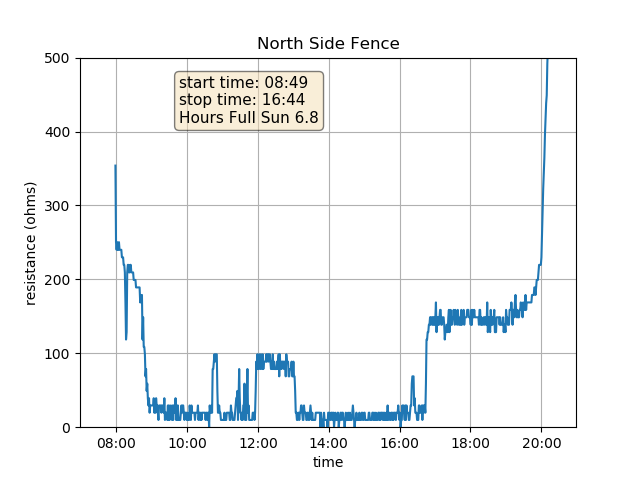 North Side Fence
start time: 08:49
stop time: 16:44
Hours Full Sun 6.8
resistance (ohms)
500
400
300
200
100
0
08:00 10:00 12:00 14:00 16:00 18:00 20:00
time